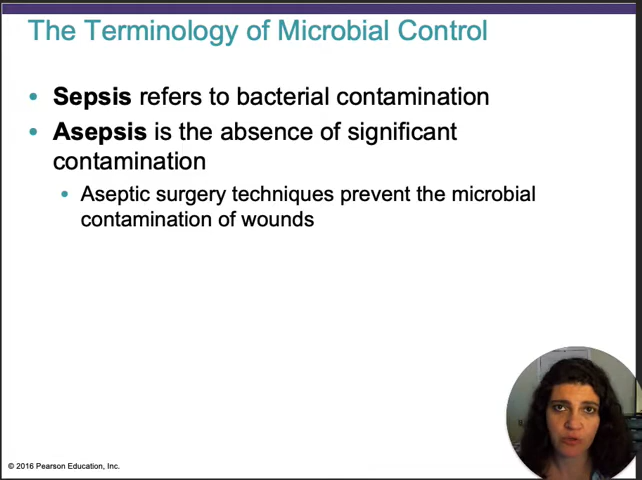 The Terminology of Microbial Control
• Sepsis refers to bacterial contamination
• Asepsis is the absence of significant
contamination
• Aseptic surgery techniques prevent the microbial
contamination of wounds
© 2016 Pearson Education, Inc.